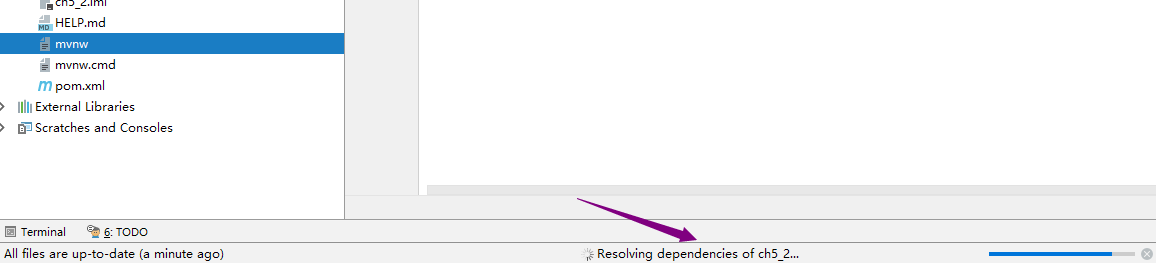 ch5_2.iml
HELP.md
mvnw
mvnw.cmd
pom.xml
External Libraries
Scratches and Consoles
Terminal
6: TODO
All files are up-to-date (a minute ago)
Resolving dependencies of ch5_2...